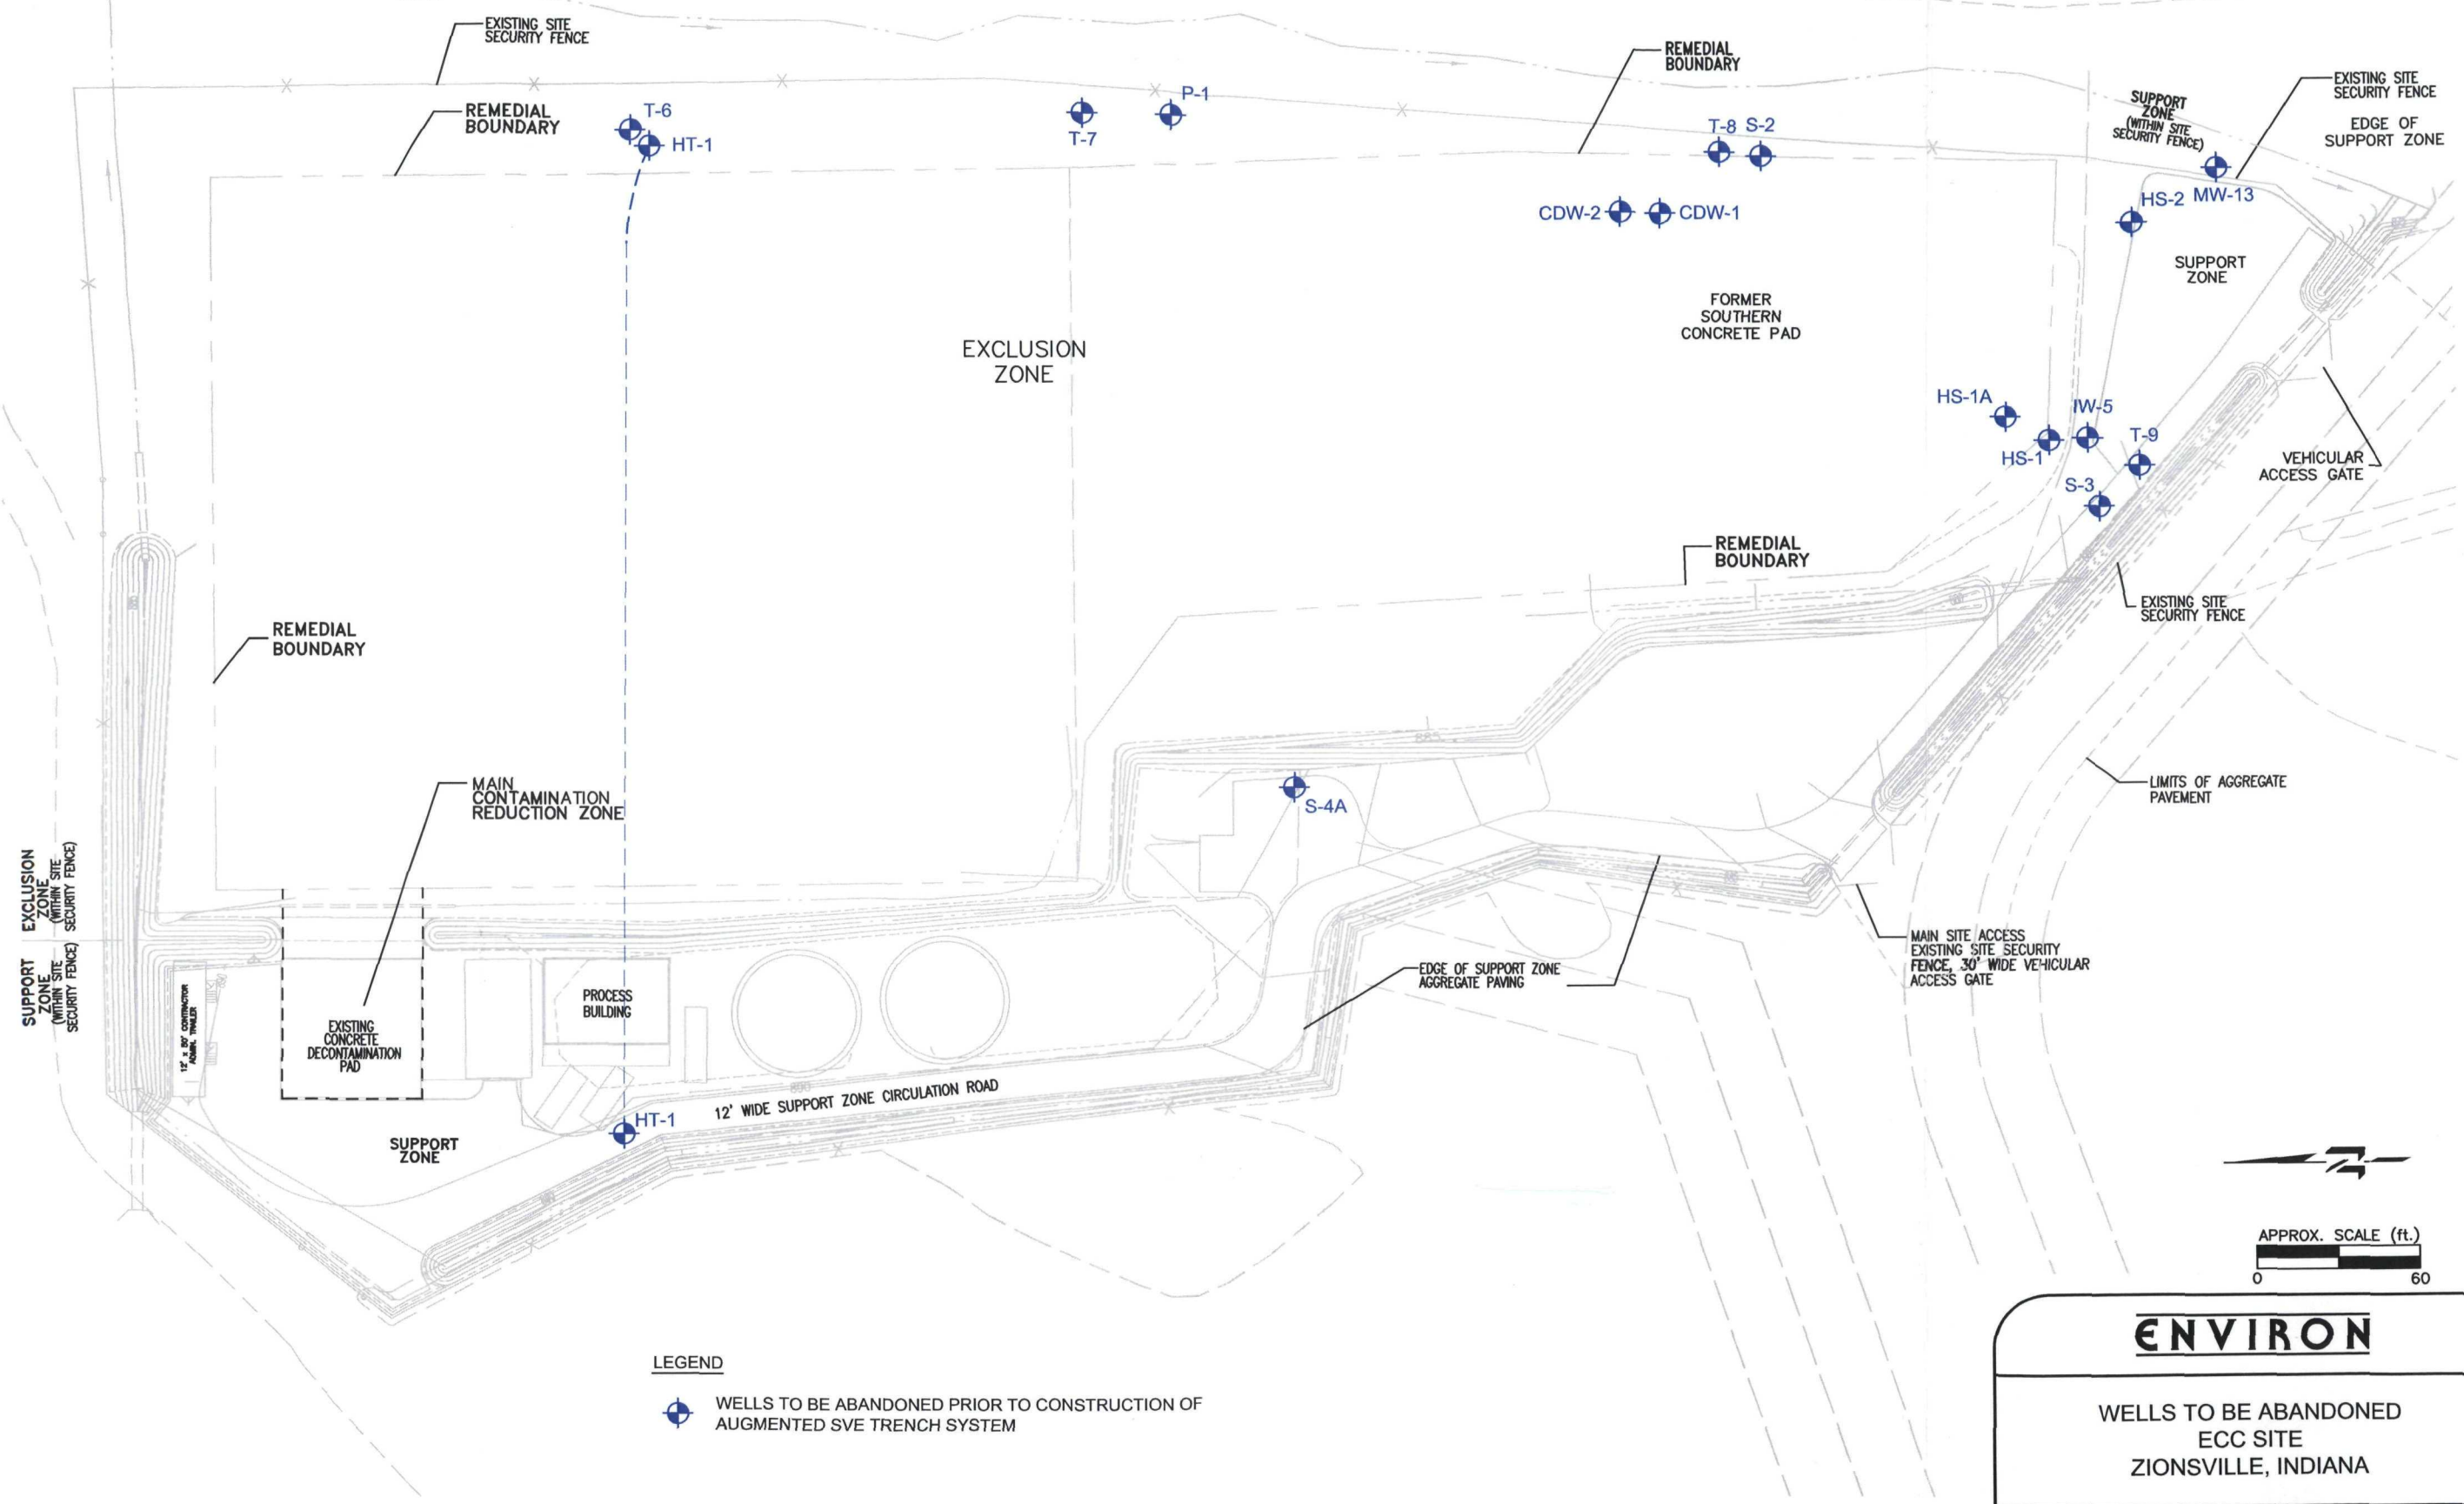 EXISTING SITE
SECURITY FENCE
REMEDIAL
BOUNDARY
T-6
HT-1
T-7
P-1
REMEDIAL
BOUNDARY
T-8
S-2
CDW-2
CDW-1
SUPPORT
ZONE
(WITHIN SITE
SECURITY FENCE)
EXISTING SITE
SECURITY FENCE
EDGE OF
SUPPORT ZONE
MW-13
HS-2
SUPPORT
ZONE
FORMER
SOUTHERN
CONCRETE PAD
EXCLUSION
ZONE
HS-1A
IW-5
HS-1
T-9
S-3
VEHICULAR
ACCESS GATE
REMEDIAL
BOUNDARY
EXISTING SITE
SECURITY FENCE
REMEDIAL
BOUNDARY
885
MAIN
CONTAMINATION
REDUCTION ZONE
S-4A
LIMITS OF AGGREGATE
PAVEMENT
EXCLUSION
ZONE
(WITHIN SITE
SECURITY FENCE)
SUPPORT
ZONE
(WITHIN SITE
SECURITY FENCE)
12' x 50' CONTRACTOR
ADMIN. TRAILER
EXISTING
CONCRETE
DECONTAMINATION
PAD
PROCESS
BUILDING
EDGE OF SUPPORT ZONE
AGGREGATE PAVING
MAIN SITE ACCESS
EXISTING SITE SECURITY
FENCE, 30' WIDE VEHICULAR
ACCESS GATE
12' WIDE SUPPORT ZONE CIRCULATION ROAD
HT-1
SUPPORT
ZONE
Z
APPROX. SCALE (ft.)
0 60
LEGEND
WELLS TO BE ABANDONED PRIOR TO CONSTRUCTION OF
AUGMENTED SVE TRENCH SYSTEM
ENVIRON
WELLS TO BE ABANDONED
ECC SITE
ZIONSVILLE, INDIANA